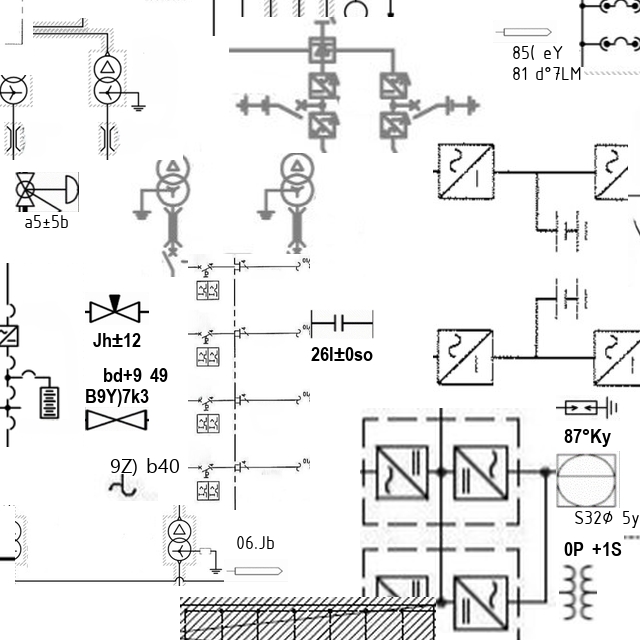 85( eY
81 d°7LM
a5±5b
Jh±12
26l±0so
bd+9 49
B9Y)7k3
87°Ky
9Z) b40
S32ø 5y
06.Jb
0P +1S